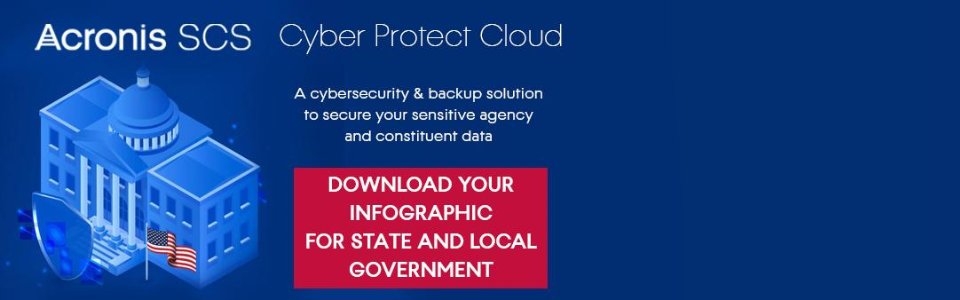 Acronis SCS Cyber Protect Cloud
A cybersecurity & backup solution
to secure your sensitive agency
and constituent data
DOWNLOAD YOUR
INFOGRAPHIC
FOR STATE AND LOCAL
GOVERNMENT